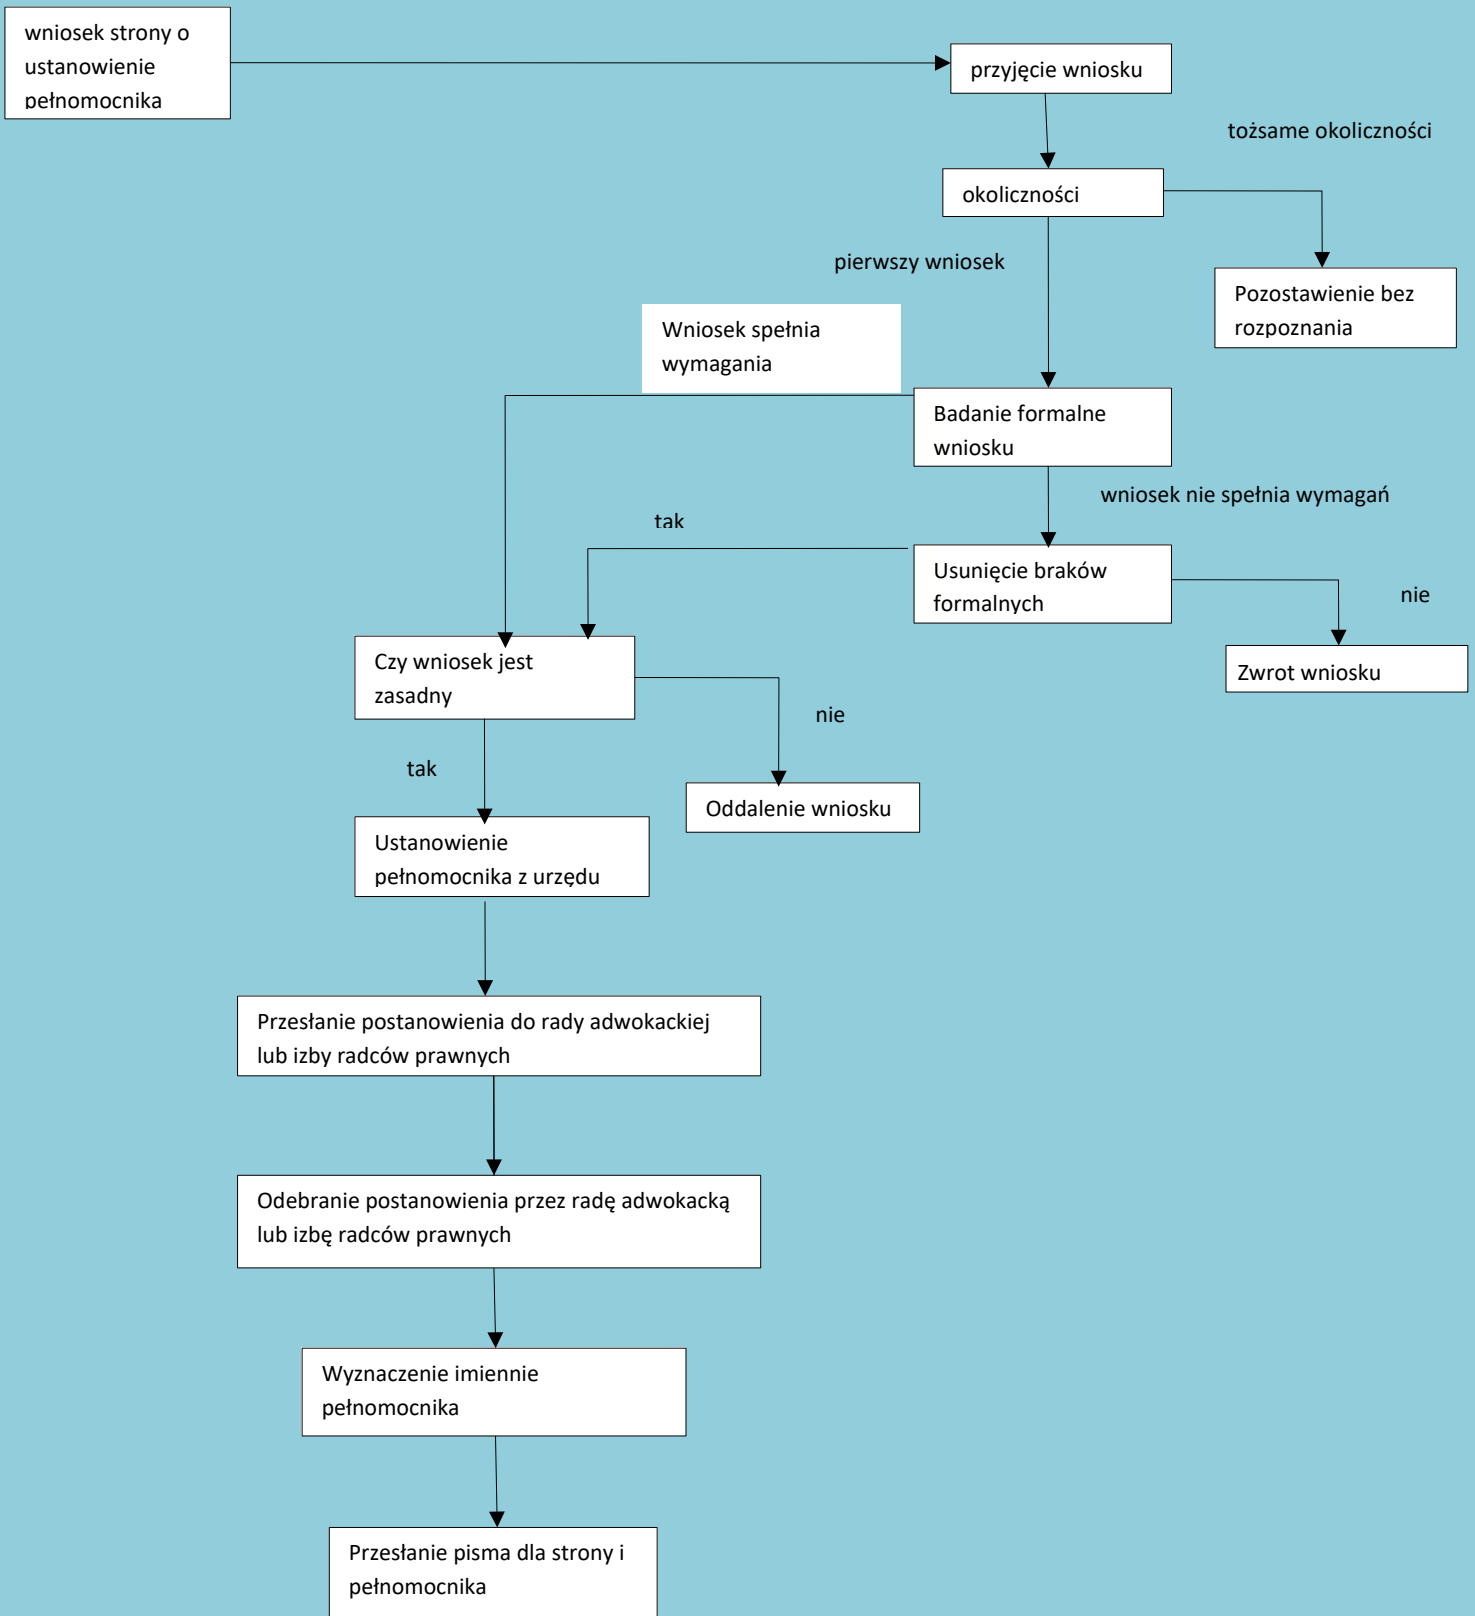 wniosek strony o
ustanowienie
pełnomocnika
przyjęcie wniosku
tożsame okoliczności
okoliczności
pierwszy wniosek
Pozostawienie bez
rozpoznania
Wniosek spełnia
wymagania
Badanie formalne
wniosku
wniosek nie spełnia wymagań
tak
Usunięcie braków
formalnych
nie
Czy wniosek jest
zasadny
Zwrot wniosku
nie
tak
Oddalenie wniosku
Ustanowienie
pełnomocnika z urzędu
Przesłanie postanowienia do rady adwokackiej
lub izby radców prawnych
Odebranie postanowienia przez radę adwokacką
lub izbę radców prawnych
Wyznaczenie imiennie
pełnomocnika
Przesłanie pisma dla strony i
pełnomocnika